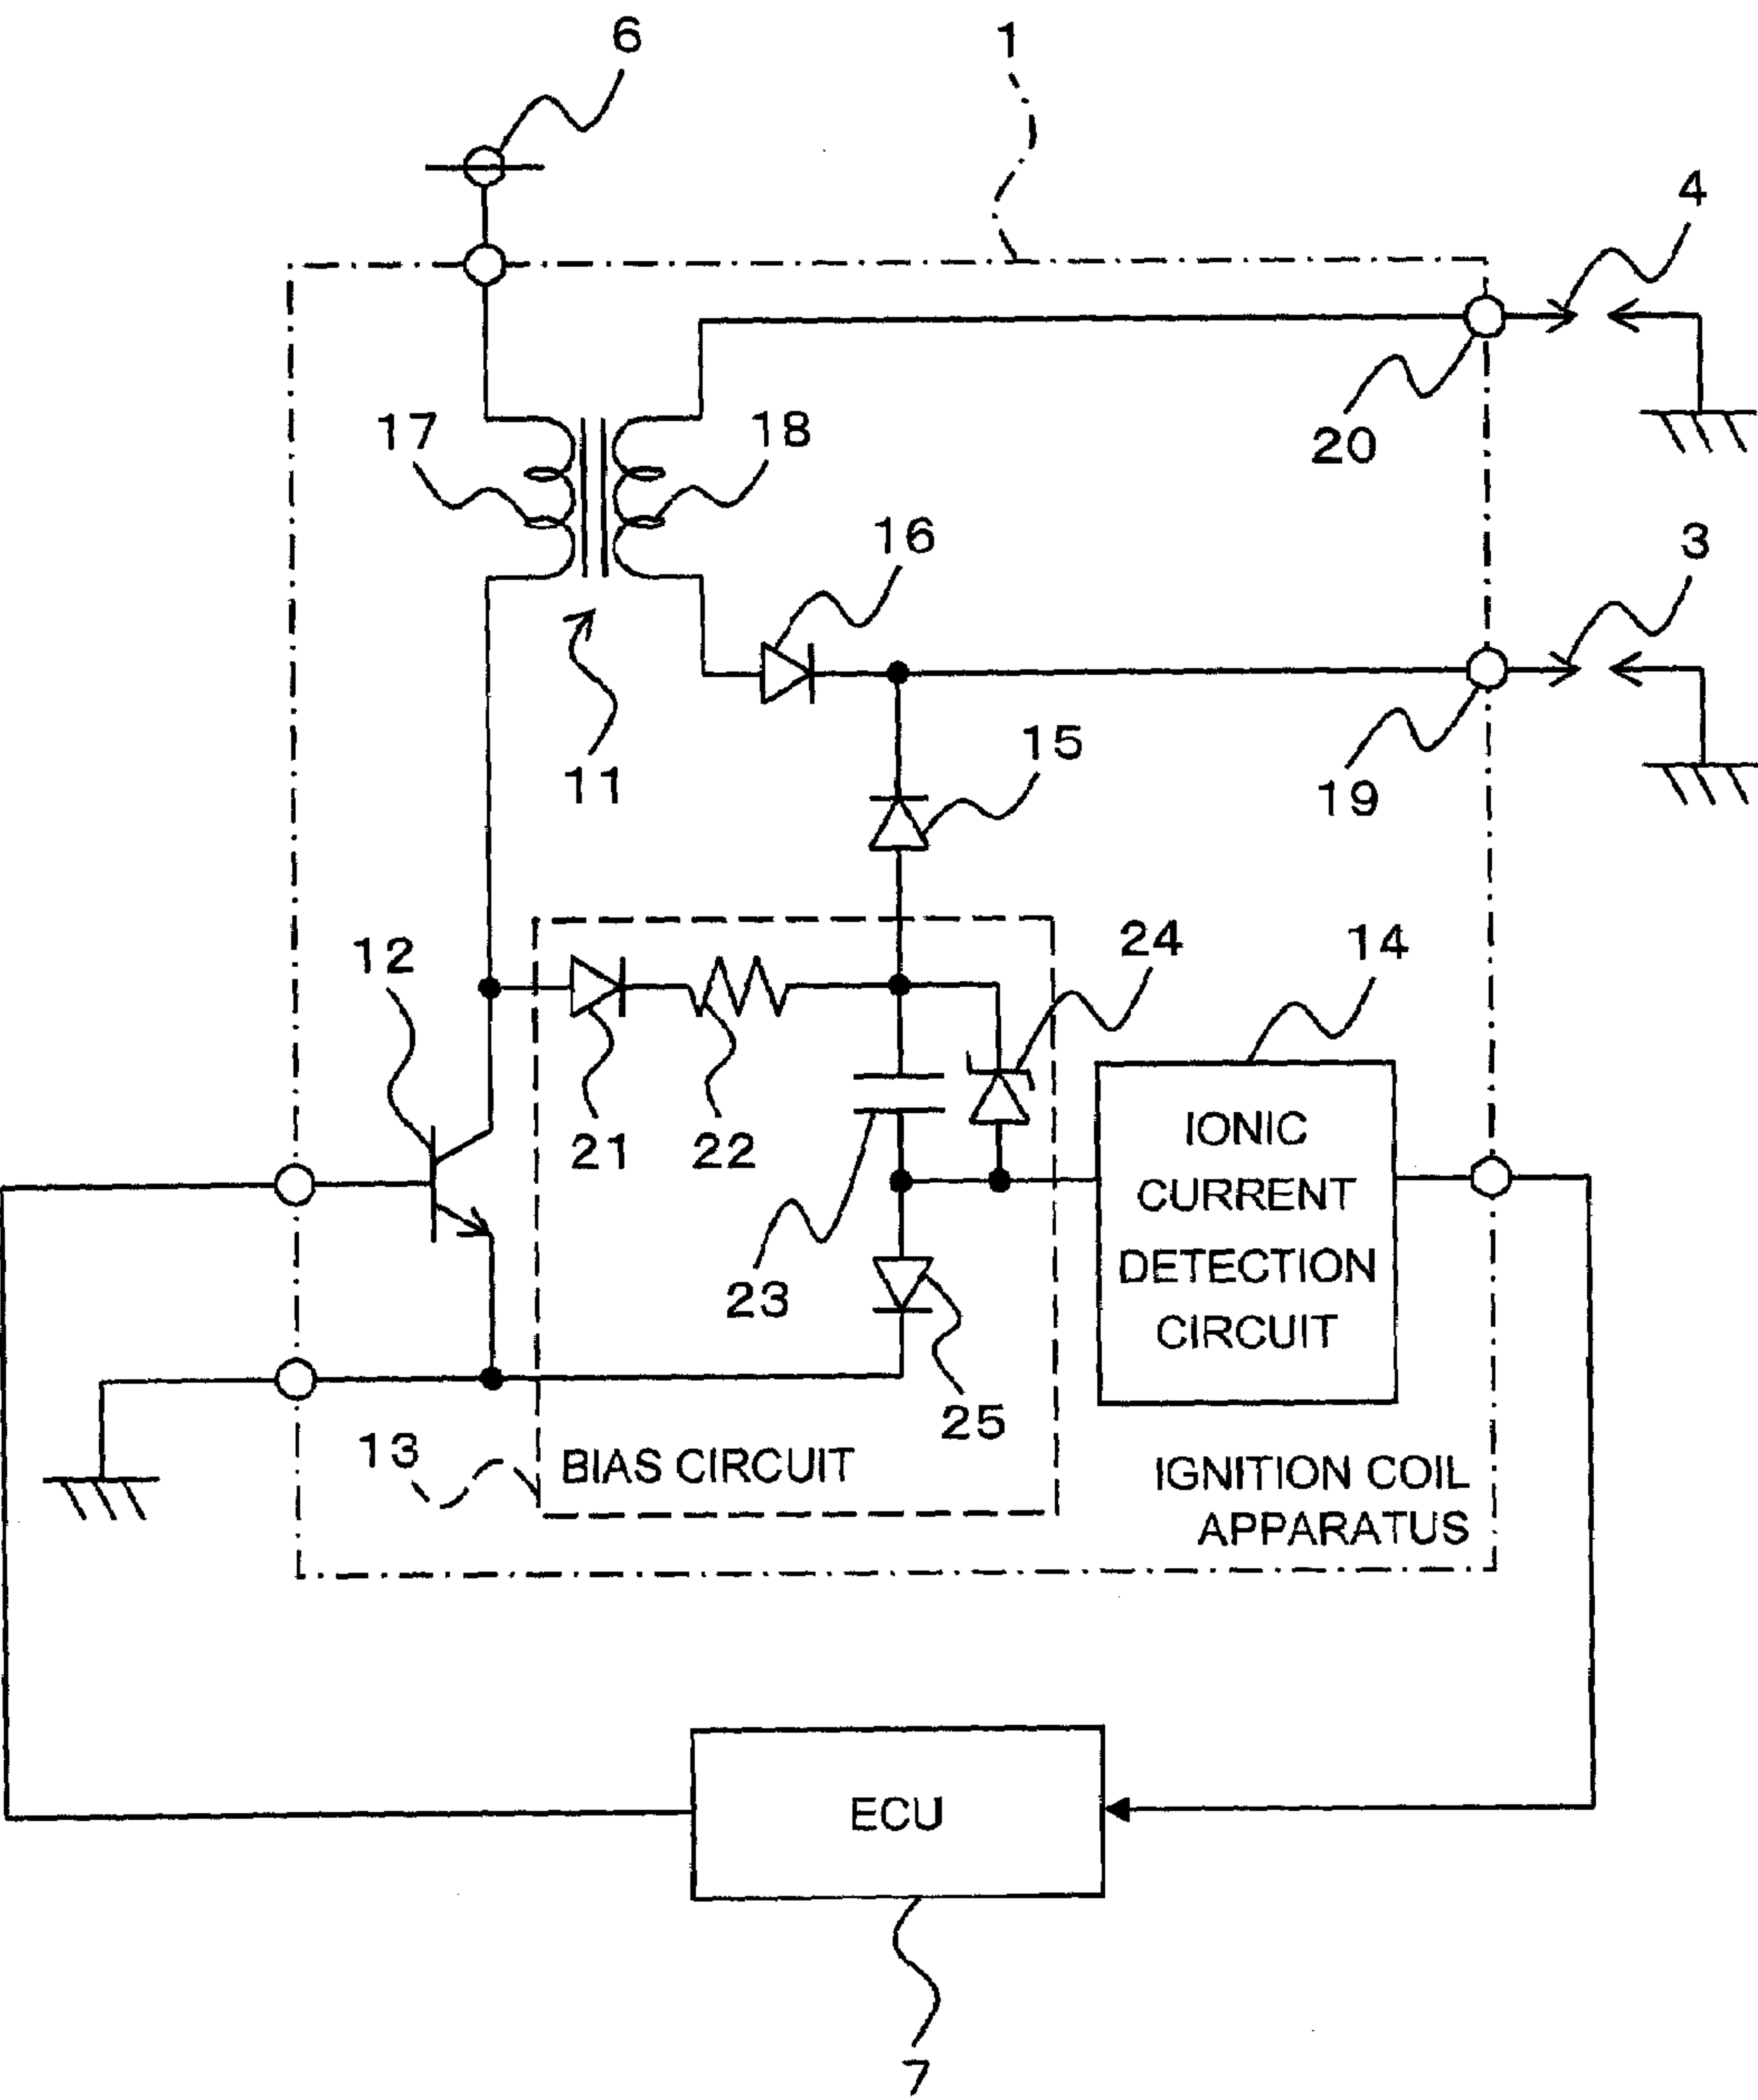 6
1
4
17
18
20
16
3
15
11
19
12
24
14
21
22
IONIC
CURRENT
DETECTION
CIRCUIT
23
25
13
BIAS CIRCUIT
IGNITION COIL
APPARATUS
ECU
7